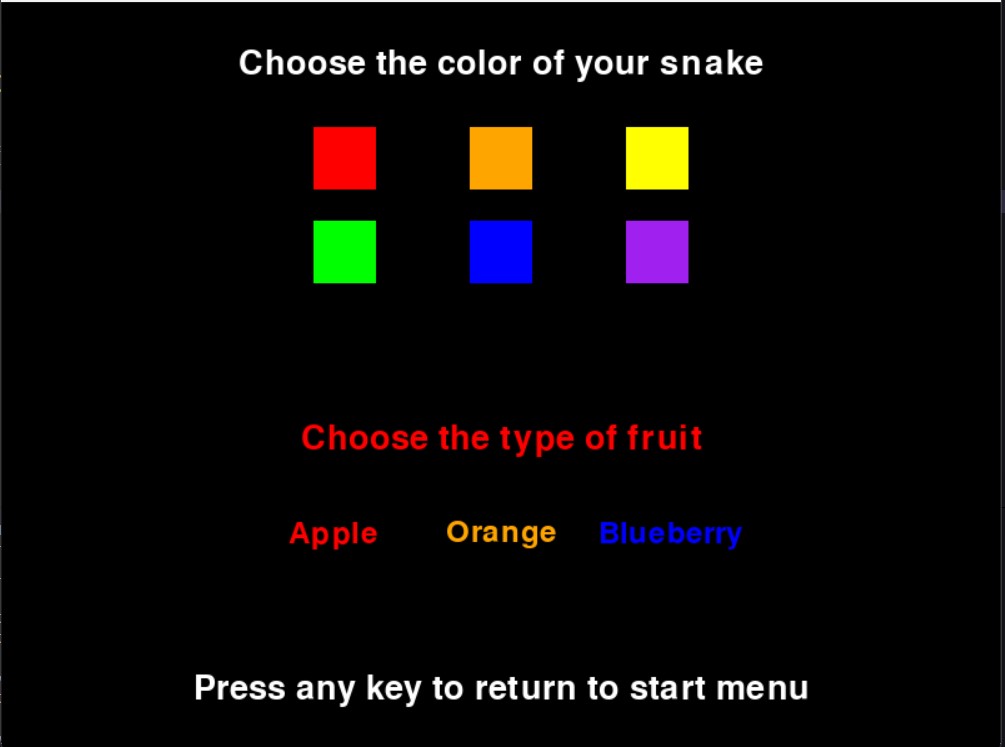 Choose the color of your snake
Choose the type of fruit
Apple Orange Blueberry
Press any key to return to start menu